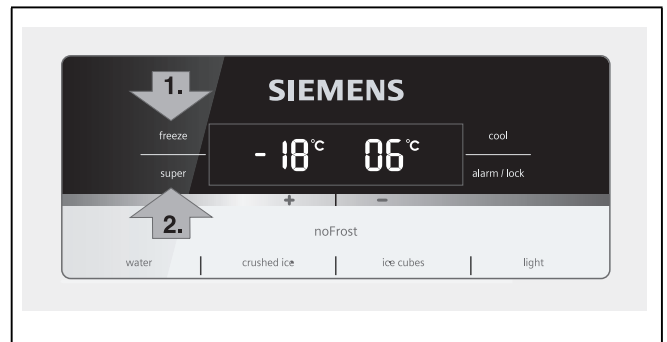 1.
SIEMENS
freeze
- 18°C 06°C
cool
super
alarm / lock
+ | -
2.
noFrost
water | crushed ice | ice cubes | light